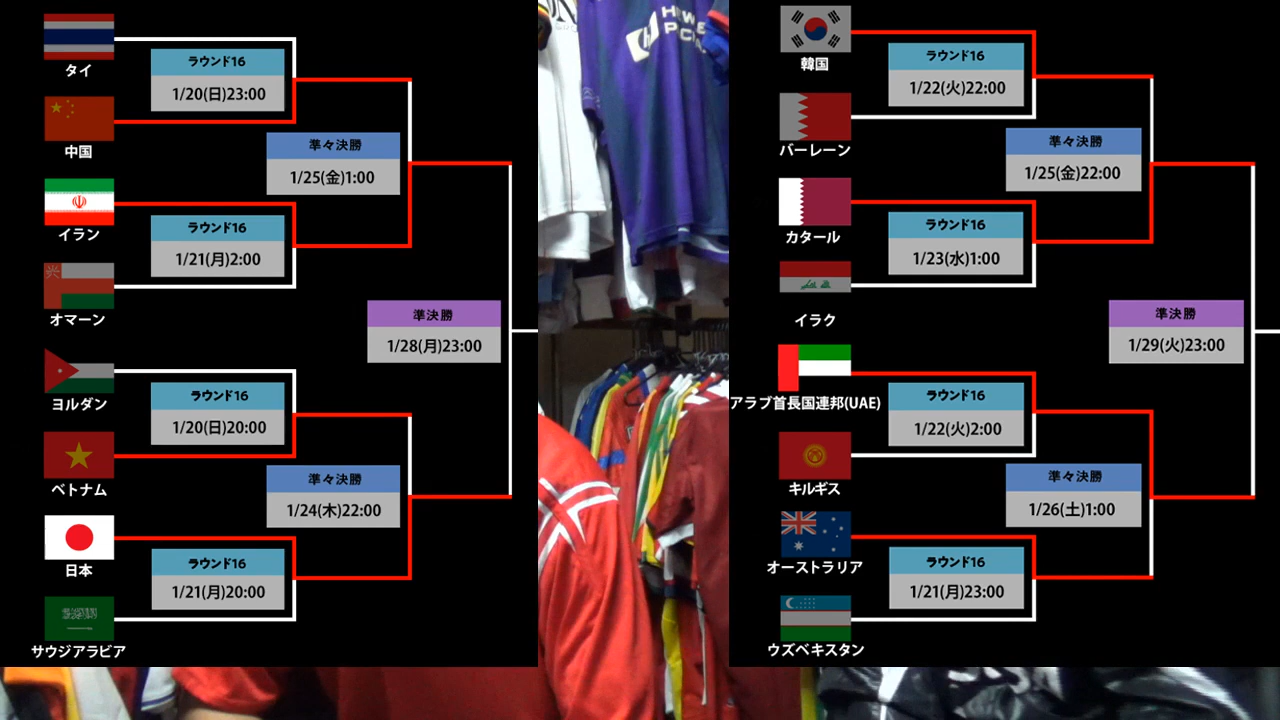 タイ
ラウンド16
1/20(日)23:00
中国
準々決勝
1/25(金)1:00
イラン
ラウンド16
1/21(月)2:00
オマーン
準決勝
1/28(月)23:00
ヨルダン
ラウンド16
1/20(日)20:00
ベトナム
準々決勝
1/24(木)22:00
日本
ラウンド16
1/21(月)20:00
サウジアラビア
韓国
ラウンド16
1/22(火)22:00
バーレーン
準々決勝
1/25(金)22:00
カタール
ラウンド16
1/23(水)1:00
イラク
準決勝
1/29(火)23:00
アラブ首長国連邦(UAE)
ラウンド16
1/22(火)2:00
キルギス
準々決勝
1/26(土)1:00
オーストラリア
ラウンド16
1/21(月)23:00
ウズベキスタン